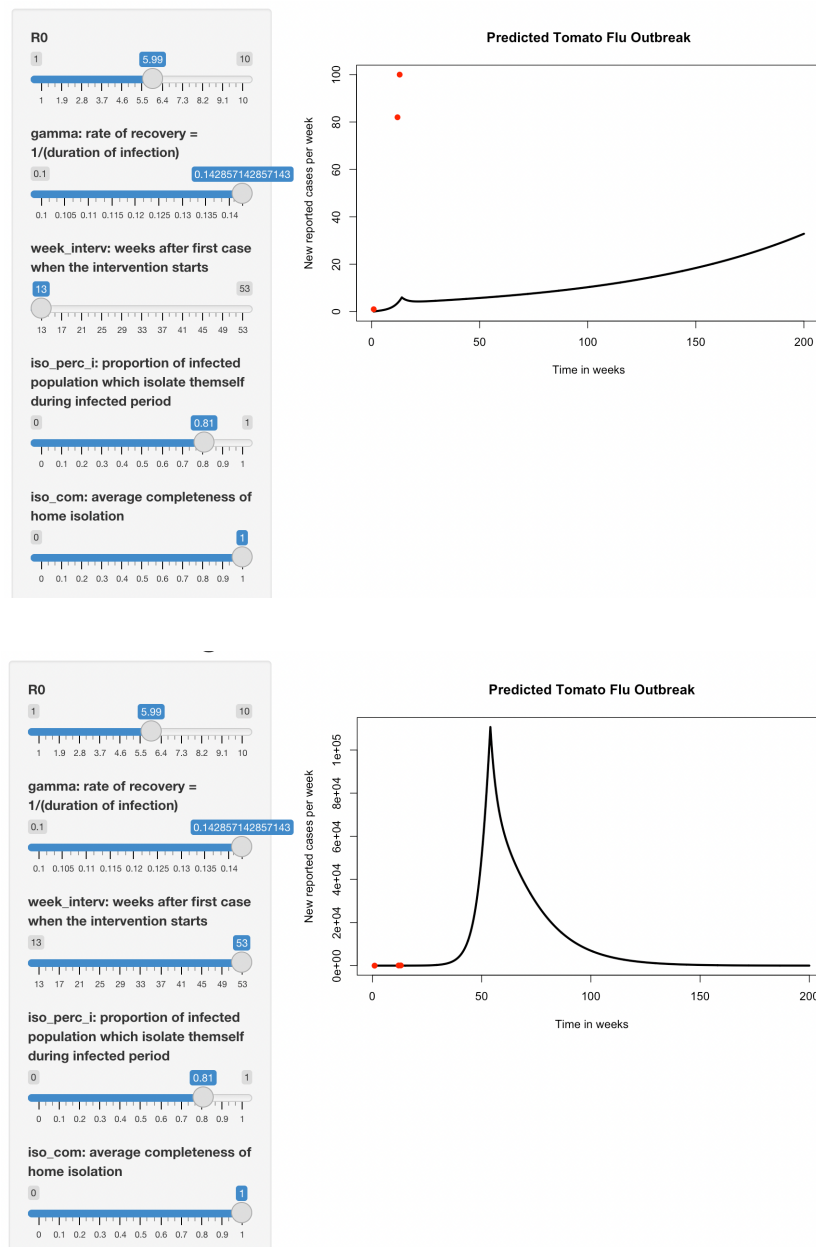 R0
1 5.99 10
1 1.9 2.8 3.7 4.6 5.5 6.4 7.3 8.2 9.1 10
gamma: rate of recovery =
1/(duration of infection)
0.1 0.142857142857143
0.1 0.105 0.11 0.115 0.12 0.125 0.13 0.135 0.14
week_interv: weeks after first case
when the intervention starts
13 53
13 17 21 25 29 33 37 41 45 49 53
iso_perc_i: proportion of infected
population which isolate themself
during infected period
0 0.81 1
0 0.1 0.2 0.3 0.4 0.5 0.6 0.7 0.8 0.9 1
iso_com: average completeness of
home isolation
0 1
0 0.1 0.2 0.3 0.4 0.5 0.6 0.7 0.8 0.9 1
Predicted Tomato Flu Outbreak
New reported cases per week
100
80
60
40
20
0
0 50 100 150 200
Time in weeks
R0
1 5.99 10
1 1.9 2.8 3.7 4.6 5.5 6.4 7.3 8.2 9.1 10
gamma: rate of recovery =
1/(duration of infection)
0.1 0.142857142857143
0.1 0.105 0.11 0.115 0.12 0.125 0.13 0.135 0.14
week_interv: weeks after first case
when the intervention starts
13 53
13 17 21 25 29 33 37 41 45 49 53
iso_perc_i: proportion of infected
population which isolate themself
during infected period
0 0.81 1
0 0.1 0.2 0.3 0.4 0.5 0.6 0.7 0.8 0.9 1
iso_com: average completeness of
home isolation
0 1
0 0.1 0.2 0.3 0.4 0.5 0.6 0.7 0.8 0.9 1
Predicted Tomato Flu Outbreak
New reported cases per week
1e+05
8e+04
6e+04
4e+04
2e+04
0e+00
0 50 100 150 200
Time in weeks